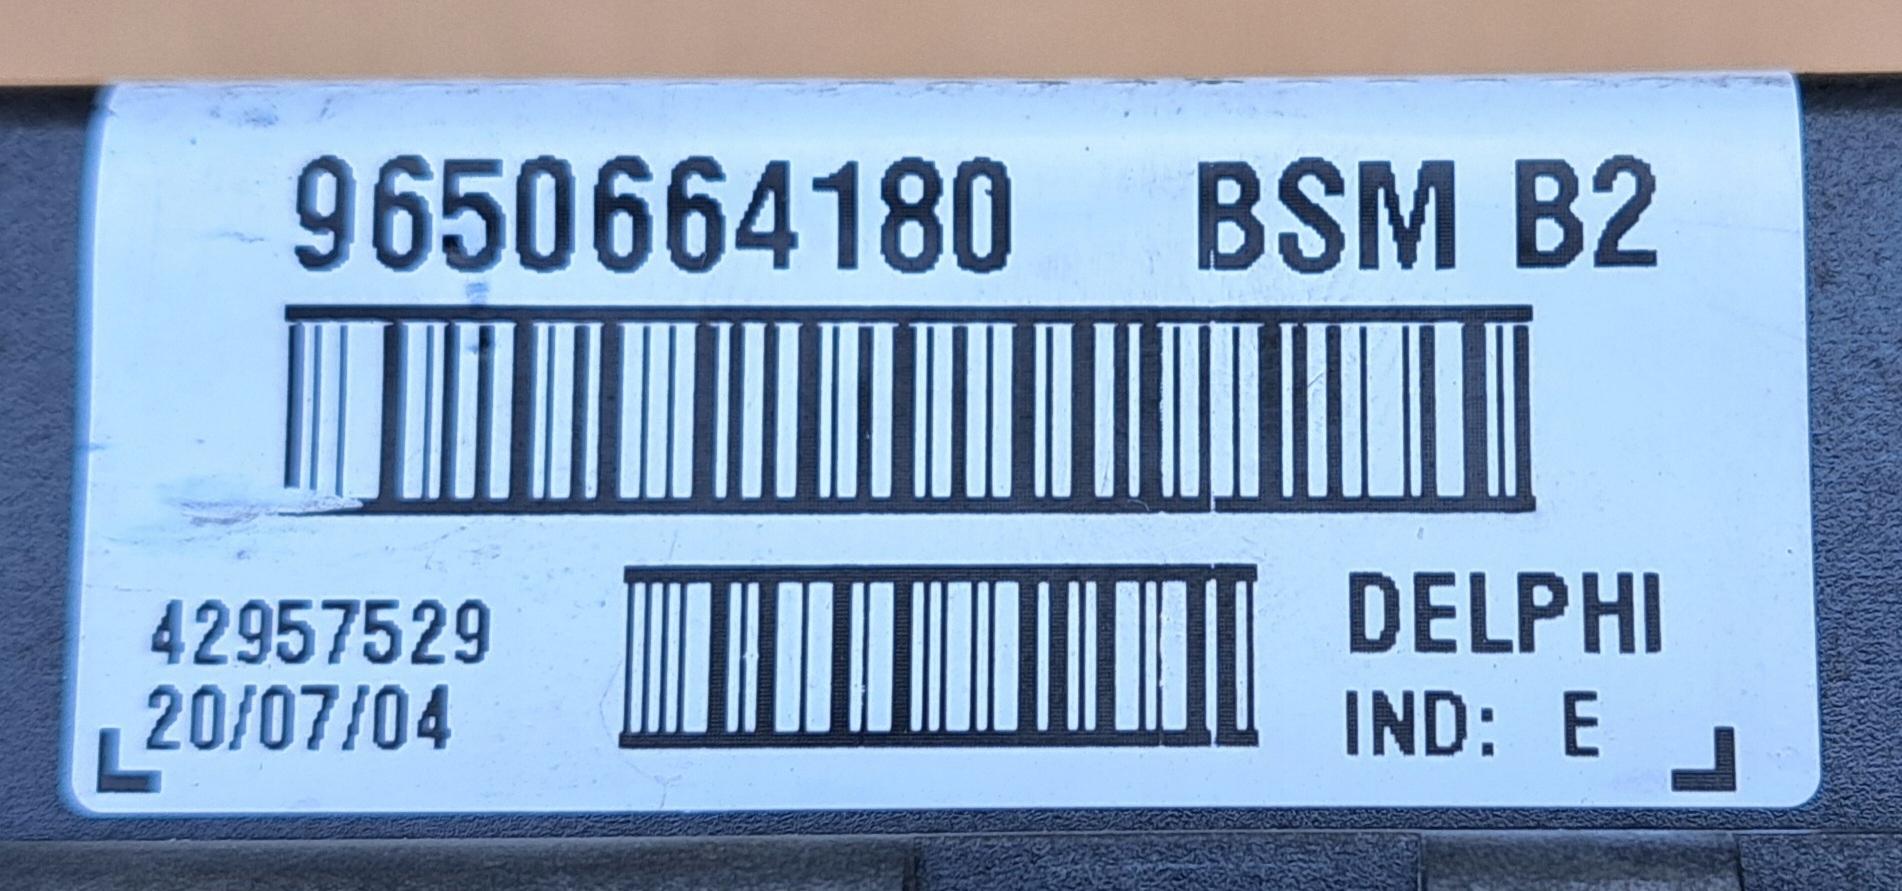 9650664180 BSM B2
42957529 DELPHI
20/07/04 IND: E